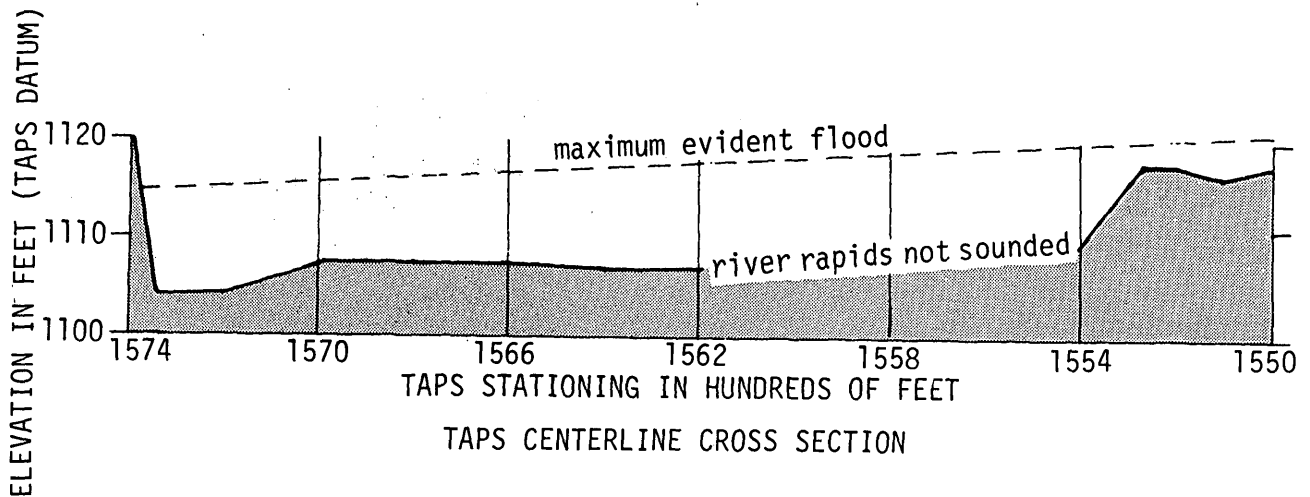 ELEVATION IN FEET (TAPS DATUM)
1120
maximum evident flood
1110
river rapids not sounded
1100
1574 1570 1566 1562 1558 1554 1550
TAPS STATIONING IN HUNDREDS OF FEET
TAPS CENTERLINE CROSS SECTION